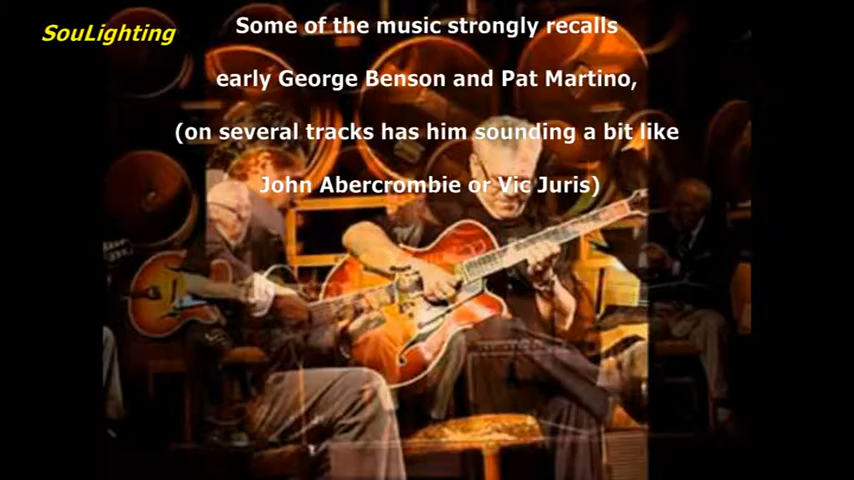 SouLighting
Some of the music strongly recalls
early George Benson and Pat Martino,
(on several tracks has him sounding a bit like
John Abercrombie or Vic Juris)